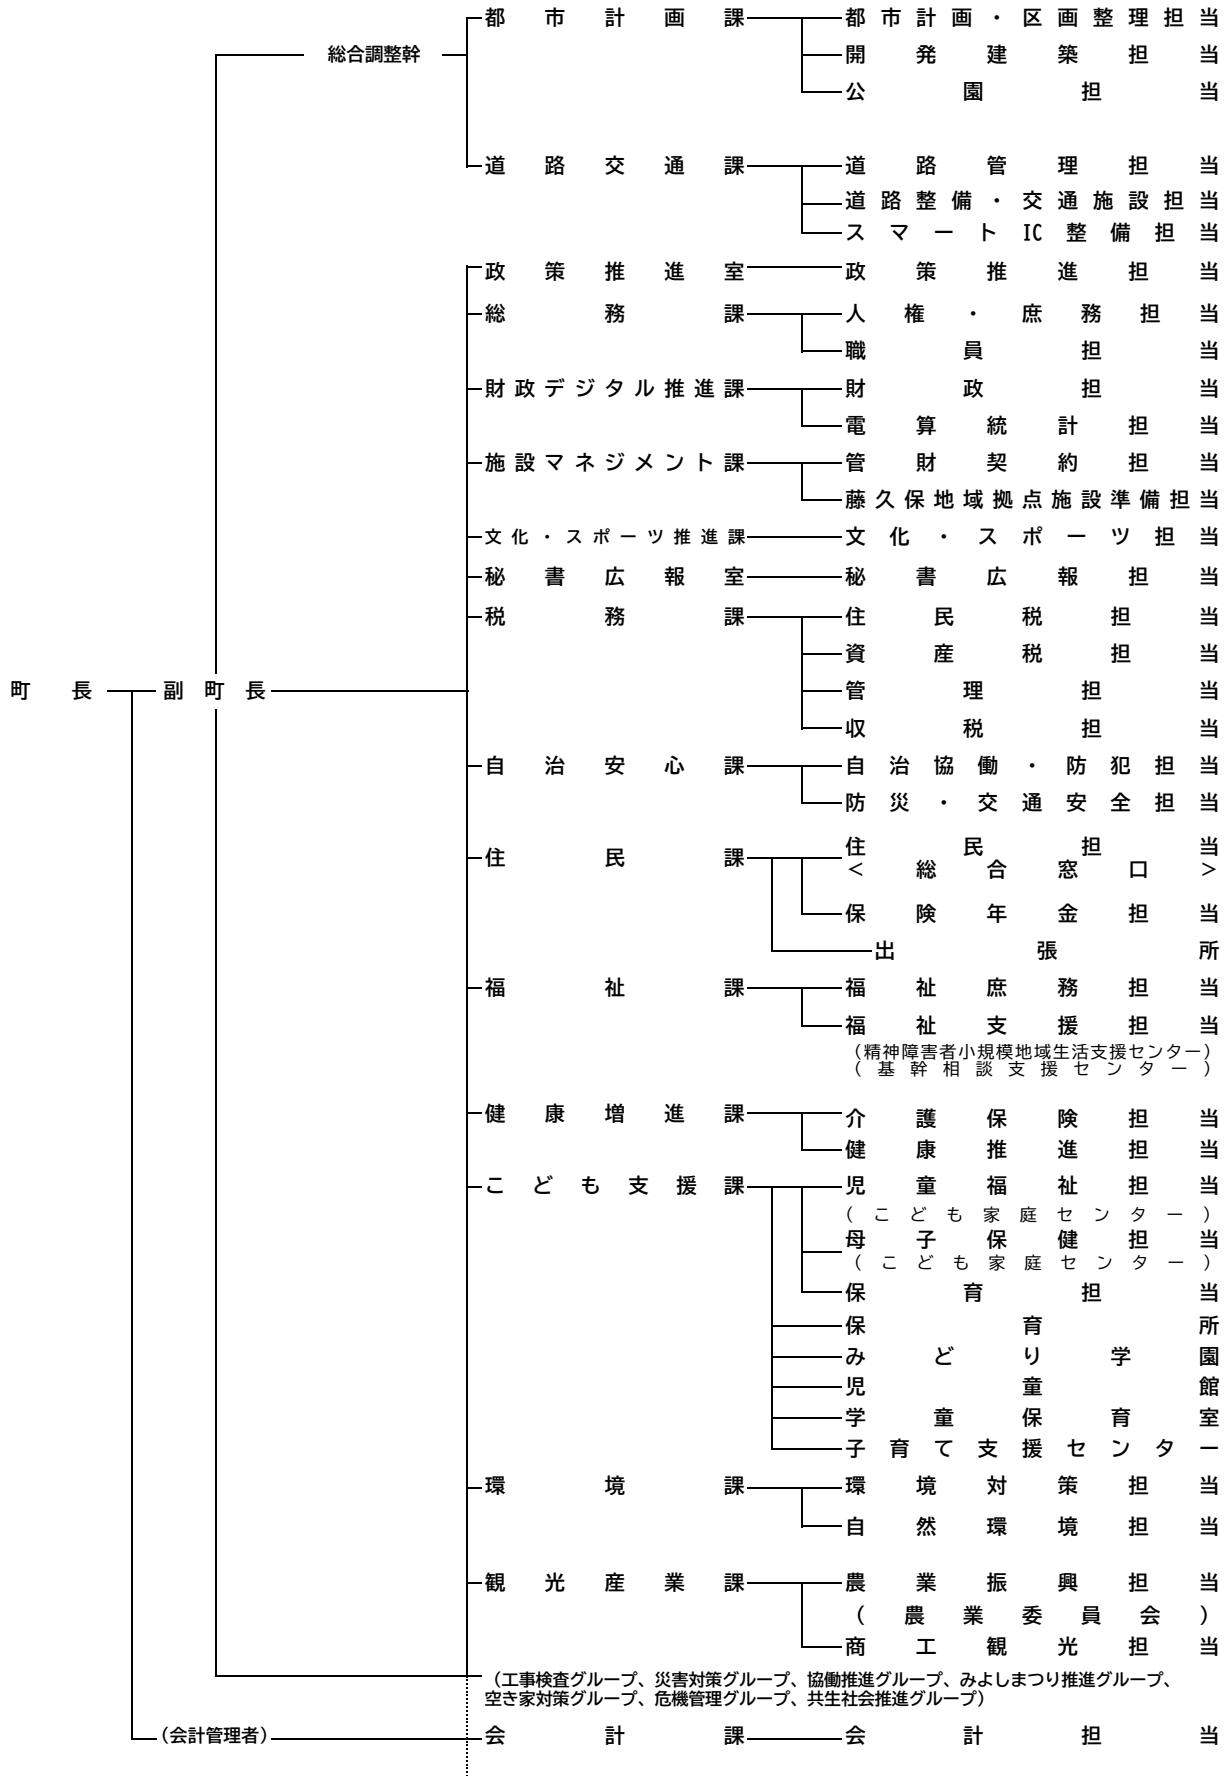 都市計画課 都市計画・区画整理担当
総合調整幹 開発建築担当
公園担当
道路交通課 道路管理担当
道路整備・交通施設担当
スマートIC整備担当
政策推進室 政策推進担当
総務課 人権・庶務担当
職員担当
財政デジタル推進課 財政担当
電算統計担当
施設マネジメント課 管財契約担当
藤久保地域拠点施設準備担当
文化・スポーツ推進課 文化・スポーツ担当
秘書広報室 秘書広報担当
税務課 住民税担当
資産税担当
町長 副町長 管理担当
収税担当
自治安心課 自治協働・防犯担当
防災・交通安全担当
住民課 住民担当
<総合窓口>
保険年金担当
出張所
福祉課 福祉庶務担当
福祉支援担当
(精神障害者小規模地域生活支援センター)
(基幹相談支援センター)
健康増進課 介護保険担当
健康推進担当
こども支援課 児童福祉担当
(こども家庭センター)
母子保健担当
(こども家庭センター)
保育担当
保育所
みどり学園
児童館
学童保育室
子育て支援センター
環境課 環境対策担当
自然環境担当
観光産業課 農業振興担当
(農業委員会)
商工観光担当
(工事検査グループ、災害対策グループ、協働推進グループ、みよしまつり推進グループ、
空き家対策グループ、危機管理グループ、共生社会推進グループ)
(会計管理者) 会計課 会計担当